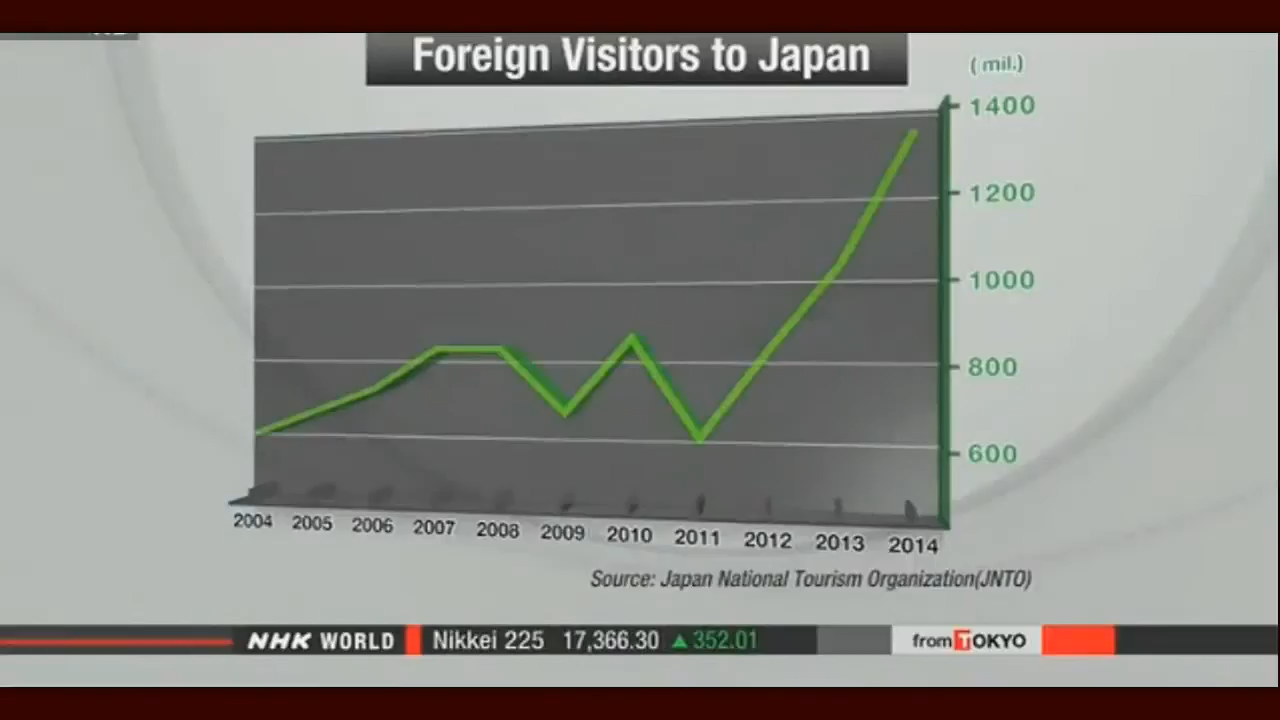 Foreign Visitors to Japan
( mil.)
1400
1200
1000
800
600
2004 2005 2006 2007 2008 2009 2010 2011 2012 2013 2014
Source: Japan National Tourism Organization(JNTO)
NHK WORLD Nikkei 225 17,366.30 ▲352.01 from TOKYO